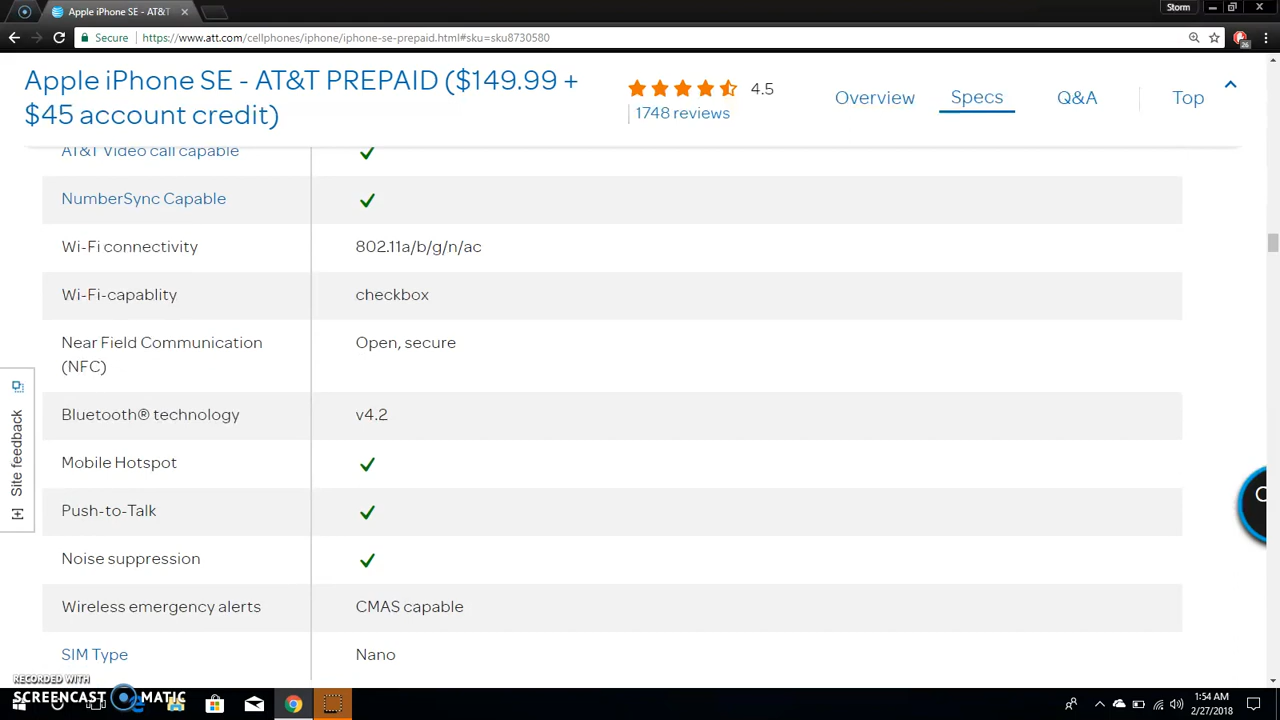 Apple iPhone SE - AT&T
Storm
Secure
https://www.att.com/cellphones/iphone/iphone-se-prepaid.html#sku=sku8730580
26
Apple iPhone SE - AT&T PREPAID ($149.99 +
$45 account credit)
4.5
1748 reviews
Overview
Specs
Q&A
Top
AT&T Video call capable
NumberSync Capable
Wi-Fi connectivity
802.11a/b/g/n/ac
Wi-Fi-capablity
checkbox
Near Field Communication
(NFC)
Open, secure
Bluetooth® technology
v4.2
Mobile Hotspot
Push-to-Talk
Noise suppression
Wireless emergency alerts
CMAS capable
SIM Type
Nano
[+] Site feedback
RECORDED WITH
SCREENCAST MATIC
1:54 AM
2/27/2018